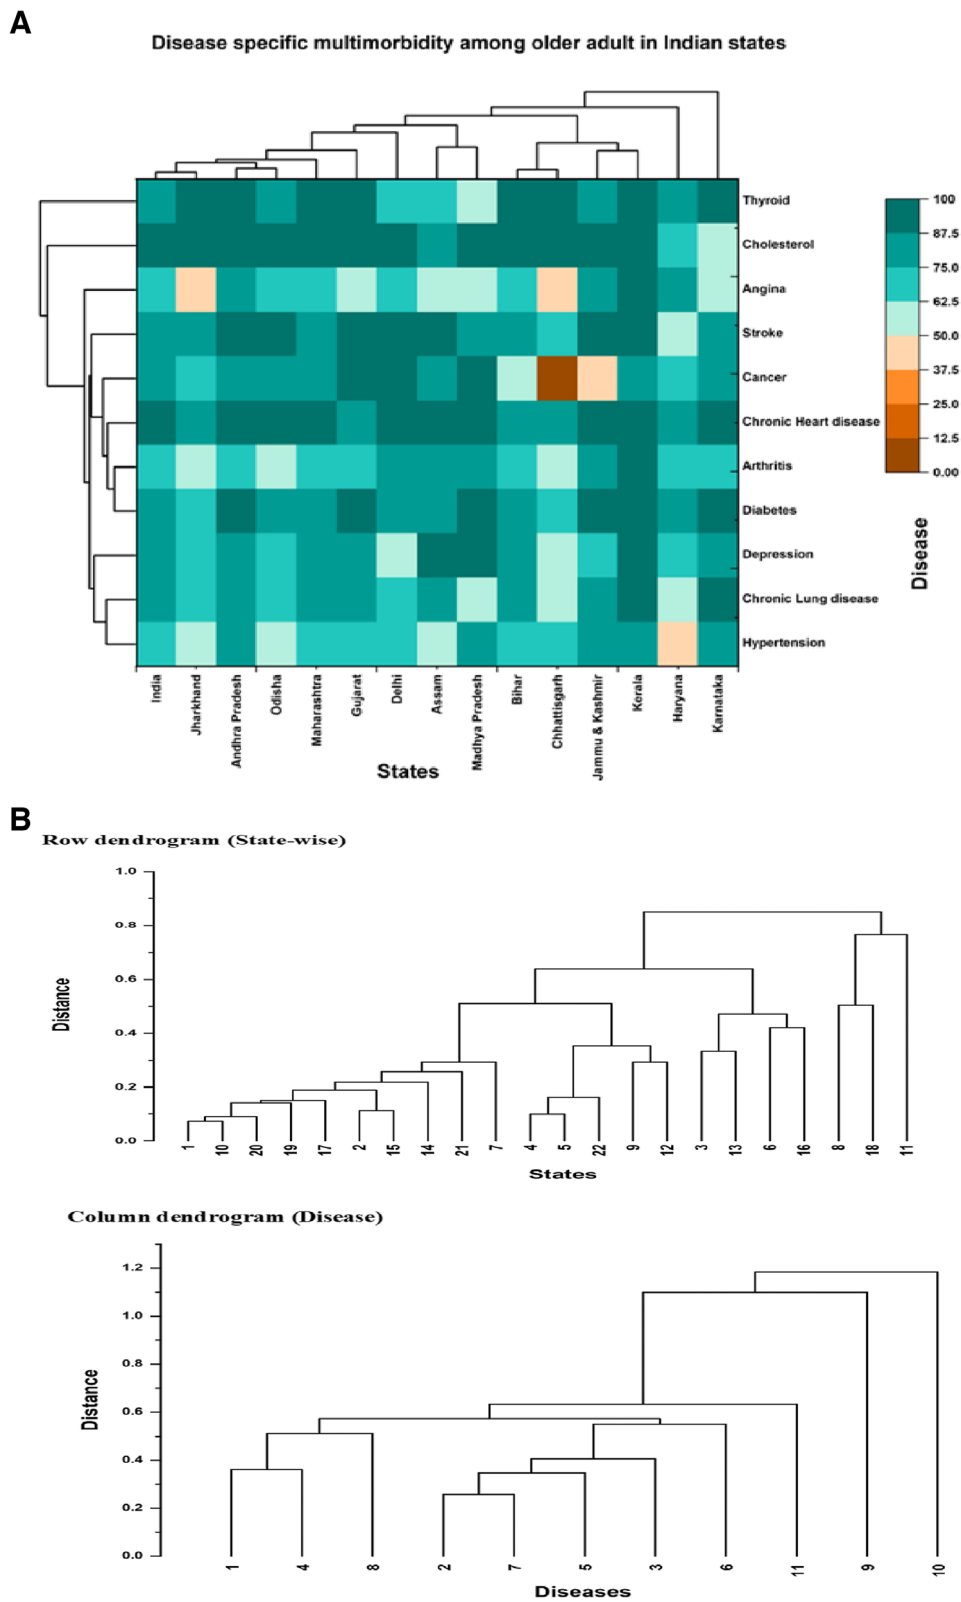 A
Disease specific multimorbidity among older adult in Indian states
Thyroid
Cholesterol
Angina
Stroke
Cancer
Chronic Heart disease
Arthritis
Diabetes
Depression
Chronic Lung disease
Hypertension
100
87.5
75.0
62.5
50.0
37.5
25.0
12.5
0.00
Disease
India
Jharkhand
Andhra Pradesh
Odisha
Maharashtra
Gujarat
Delhi
Assam
Madhya Pradesh
Bihar
Chhattisgarh
Jammu & Kashmir
Kerala
Haryana
Karnataka
States
B
Row dendrogram (State-wise)
1.0
0.8
0.6
0.4
0.2
0.0
Distance
1 10 20 19 17 2 15 14 21 7 4 5 22 9 12 3 13 6 16 8 18 11
States
Column dendrogram (Disease)
1.2
1.0
0.8
0.6
0.4
0.2
0.0
Distance
1 4 8 2 7 5 3 6 11 9 10
Diseases